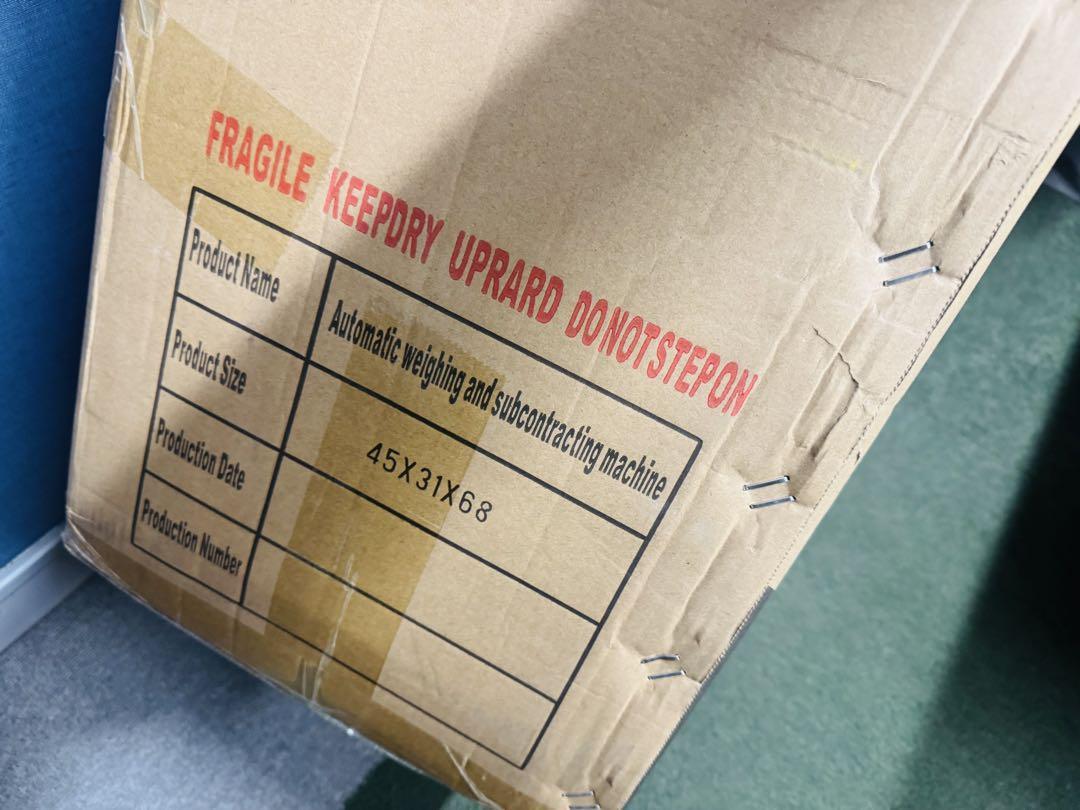 FRAGILE KEEPDRY UPRARD DONOTSTEPON
Product Name Automatic weighing and subcontracting machine
Product Size 45X31X68
Production Date
Production Number